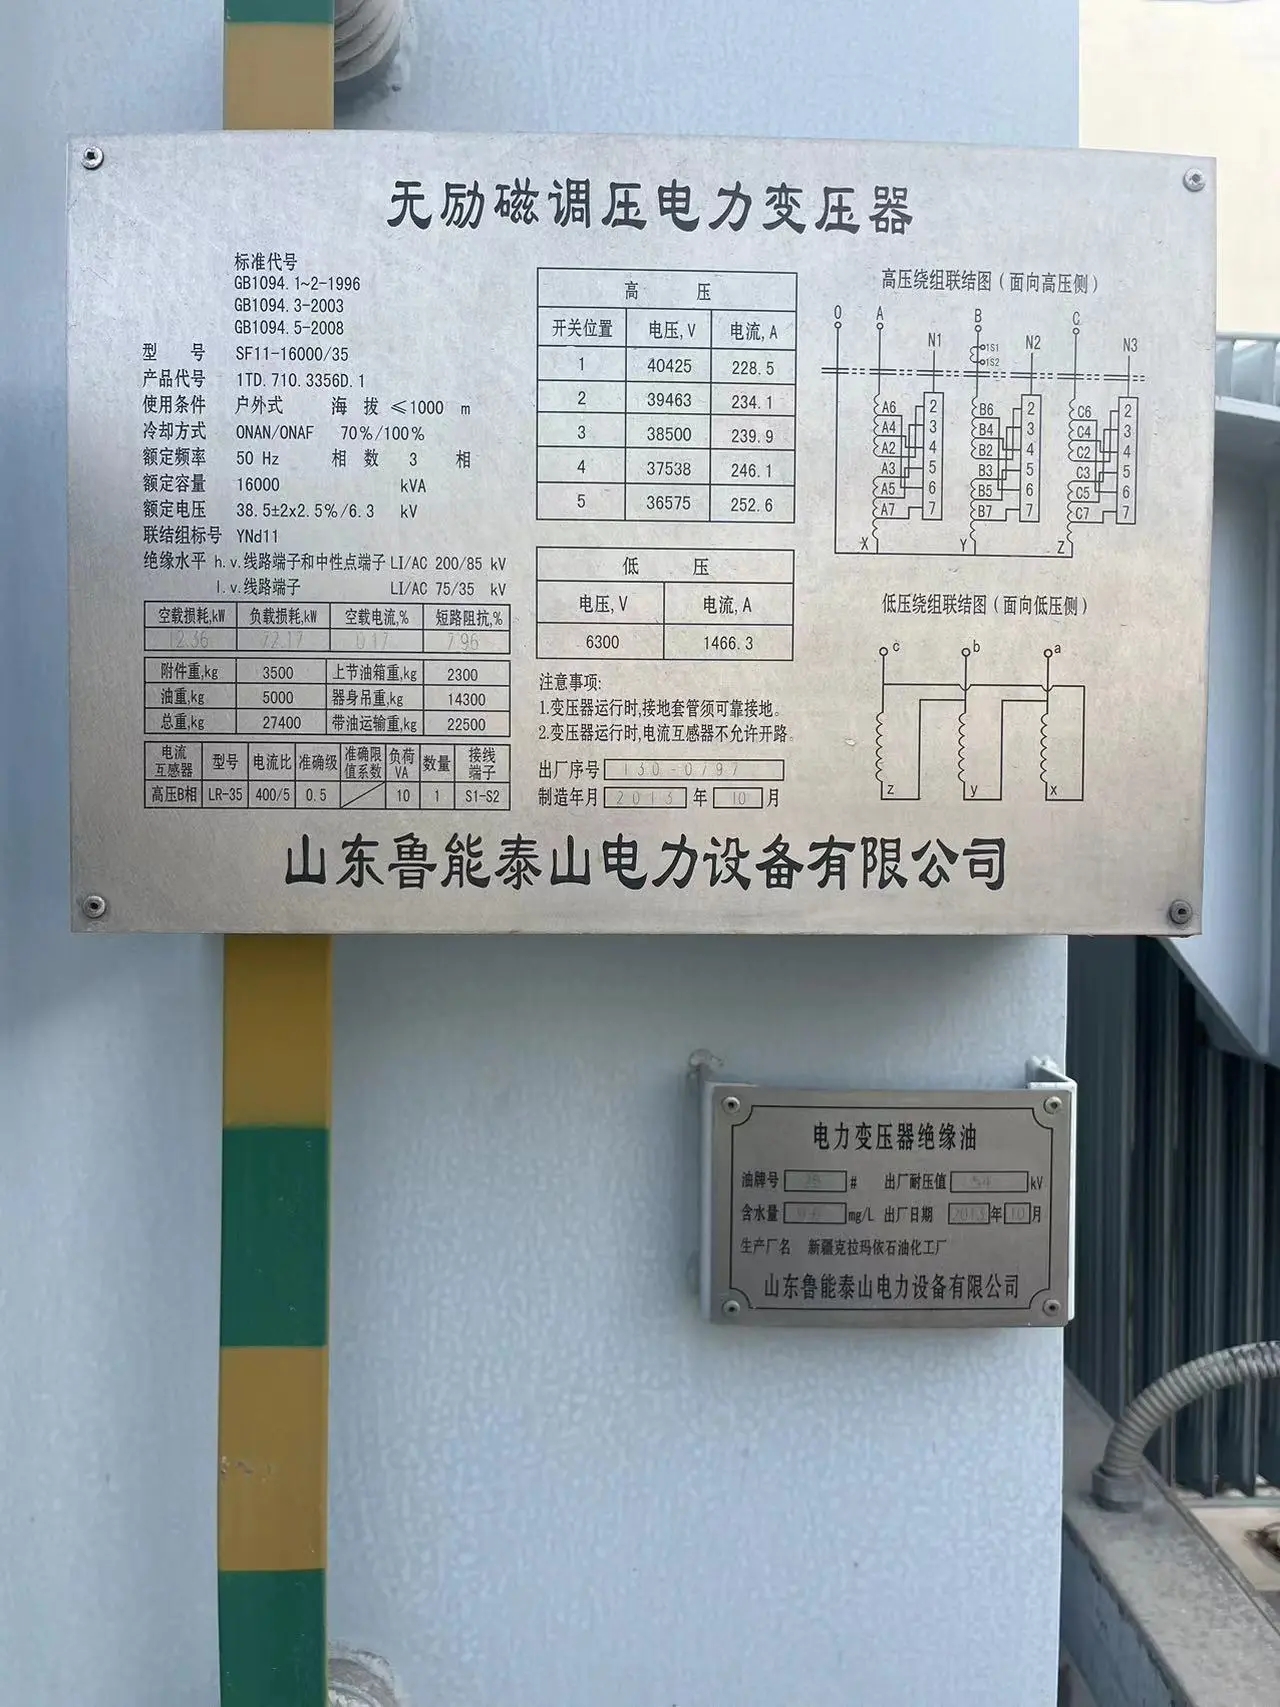 无励磁调压电力变压器
标准代号
GB1094.1~2-1996
GB1094.3-2003
GB1094.5-2008
型 号 SF11-16000/35
产品代号 1TD.710.3356D.1
使用条件 户外式 海 拔 ≤1000 m
冷却方式 ONAN/ONAF 70%/100%
额定频率 50 Hz 相 数 3 相
额定容量 16000 kVA
额定电压 38.5±2x2.5%/6.3 kV
联结组标号 YNd11
绝缘水平 h.v.线路端子和中性点端子 LI/AC 200/85 kV
l.v.线路端子 LI/AC 75/35 kV
空载损耗,kW 负载损耗,kW 空载电流,% 短路阻抗,%
12.36 72.17 0.17 7.96
附件重,kg 3500 上节油箱重,kg 2300
油重,kg 5000 器身吊重,kg 14300
总重,kg 27400 带油运输重,kg 22500
电流互感器 型号 电流比 准确级 准确限值系数 负荷VA 数量 接线端子
高压B相 LR-35 400/5 0.5 10 1 S1-S2
高 压
开关位置 电压,V 电流,A
1 40425 228.5
2 39463 234.1
3 38500 239.9
4 37538 246.1
5 36575 252.6
低 压
电压,V 电流,A
6300 1466.3
注意事项:
1.变压器运行时,接地套管须可靠接地。
2.变压器运行时,电流互感器不允许开路。
出厂序号 130-0797
制造年月 2013 年 10 月
高压绕组联结图(面向高压侧)
O A B C
1S1
1S2
N1 N2 N3
A6 2 B6 2 C6 2
A4 3 B4 3 C4 3
A2 4 B2 4 C2 4
A3 5 B3 5 C3 5
A5 6 B5 6 C5 6
A7 7 B7 7 C7 7
X Y Z
低压绕组联结图(面向低压侧)
c b a
z y x
山东鲁能泰山电力设备有限公司
电力变压器绝缘油
油牌号 25 # 出厂耐压值 54 kV
含水量 mg/L 出厂日期 2013 年 10 月
生产厂名 新疆克拉玛依石油化工厂
山东鲁能泰山电力设备有限公司